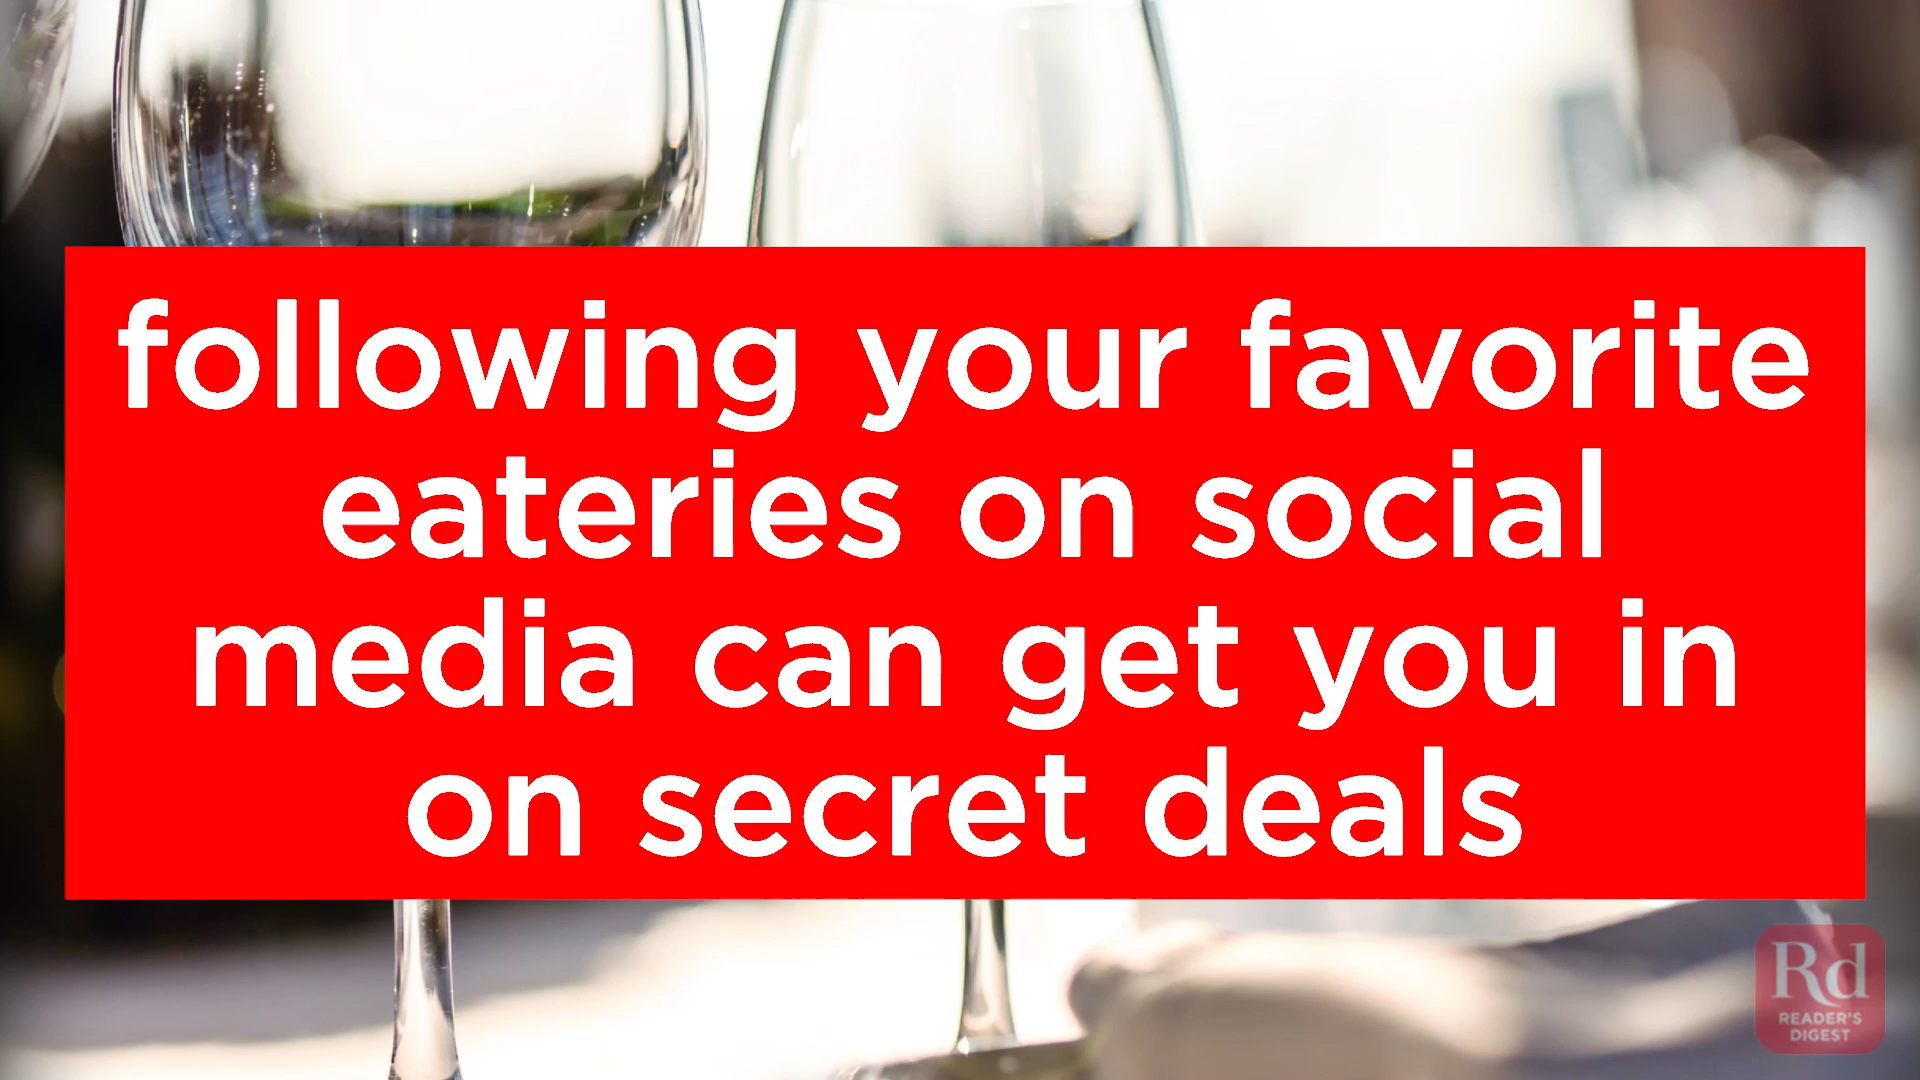 following your favorite
eateries on social
media can get you in
on secret deals
Rd
READER'S
DIGEST